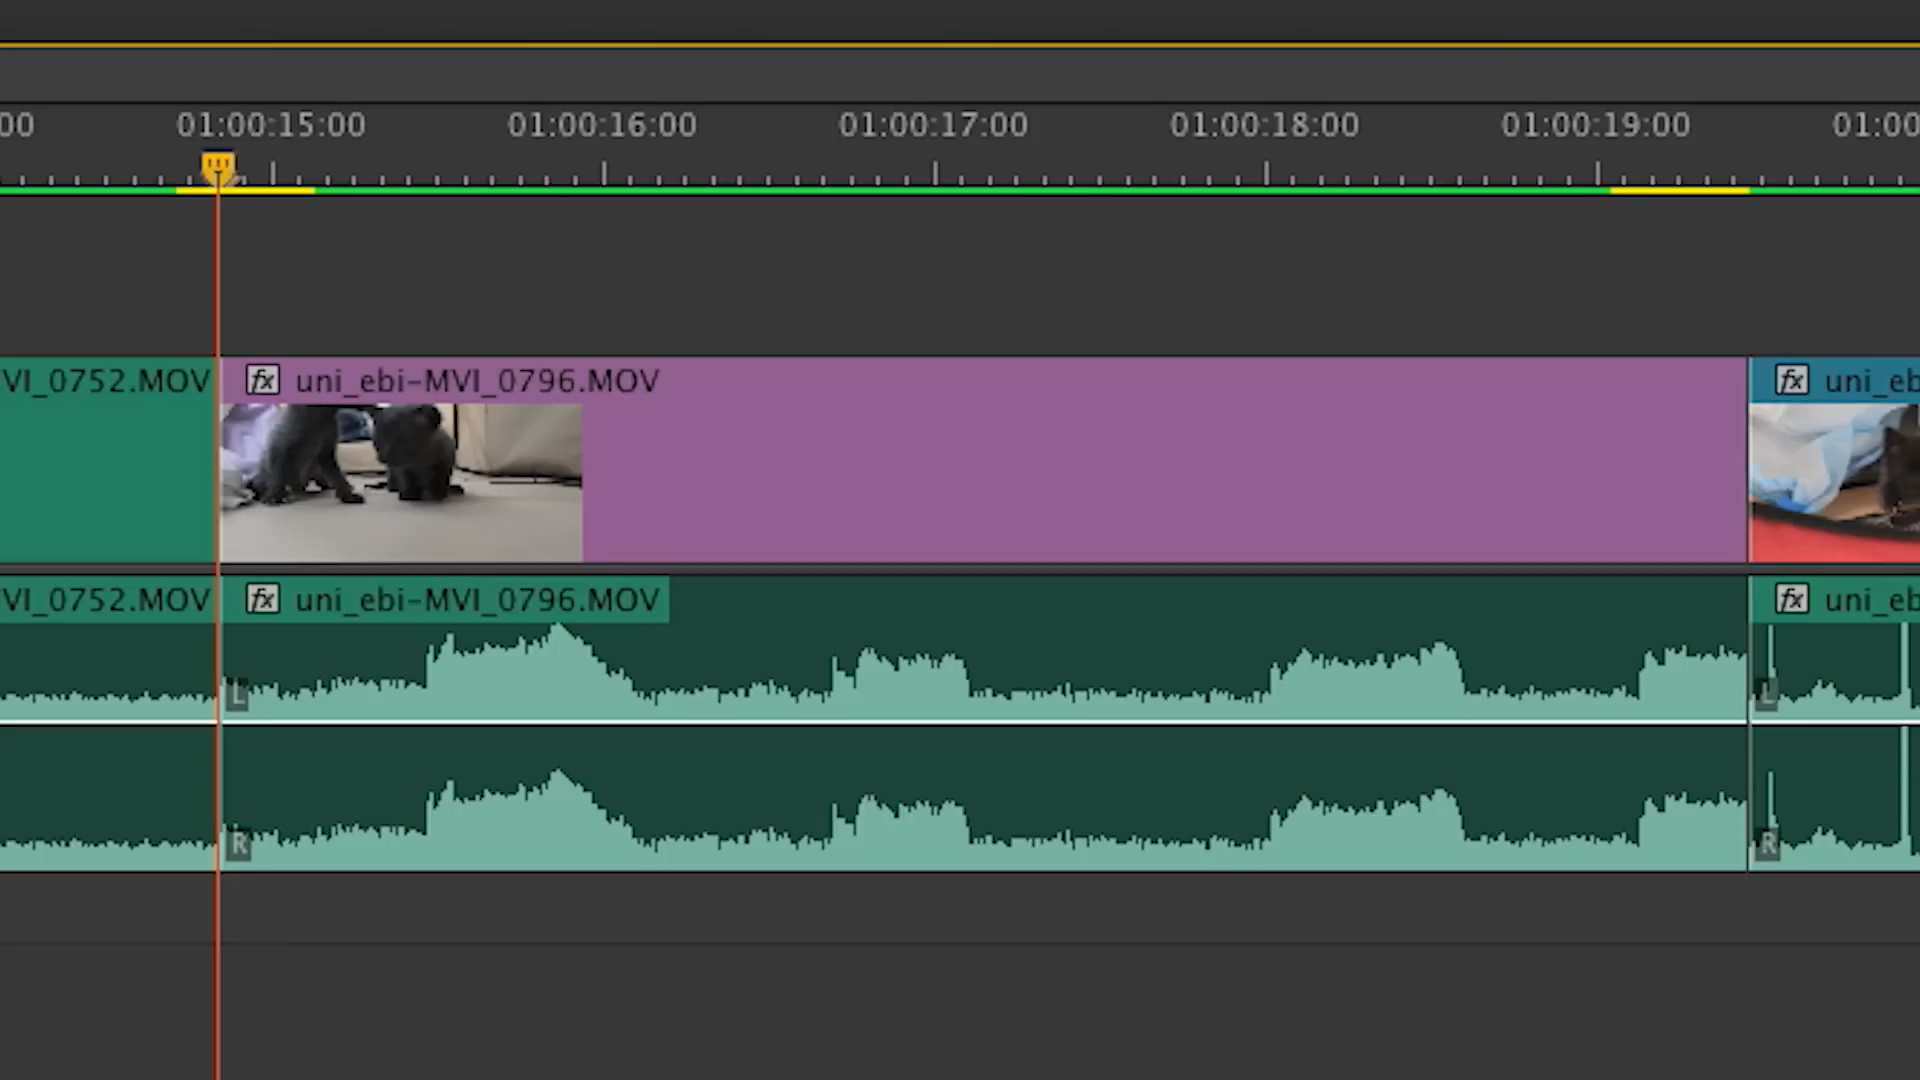 00 01:00:15:00 01:00:16:00 01:00:17:00 01:00:18:00 01:00:19:00 01:00
VI_0752.MOV fx uni_ebi-MVI_0796.MOV fx uni_eb
VI_0752.MOV fx uni_ebi-MVI_0796.MOV fx uni_eb
L L
R R